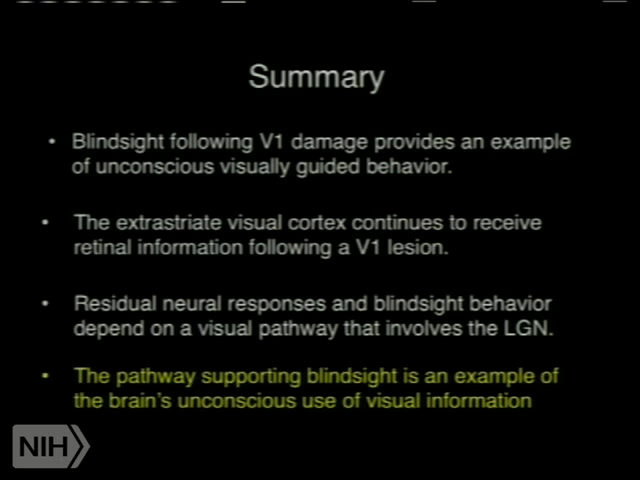 Summary
• Blindsight following V1 damage provides an example
of unconscious visually guided behavior.
• The extrastriate visual cortex continues to receive
retinal information following a V1 lesion.
• Residual neural responses and blindsight behavior
depend on a visual pathway that involves the LGN.
• The pathway supporting blindsight is an example of
the brain's unconscious use of visual information
NIH